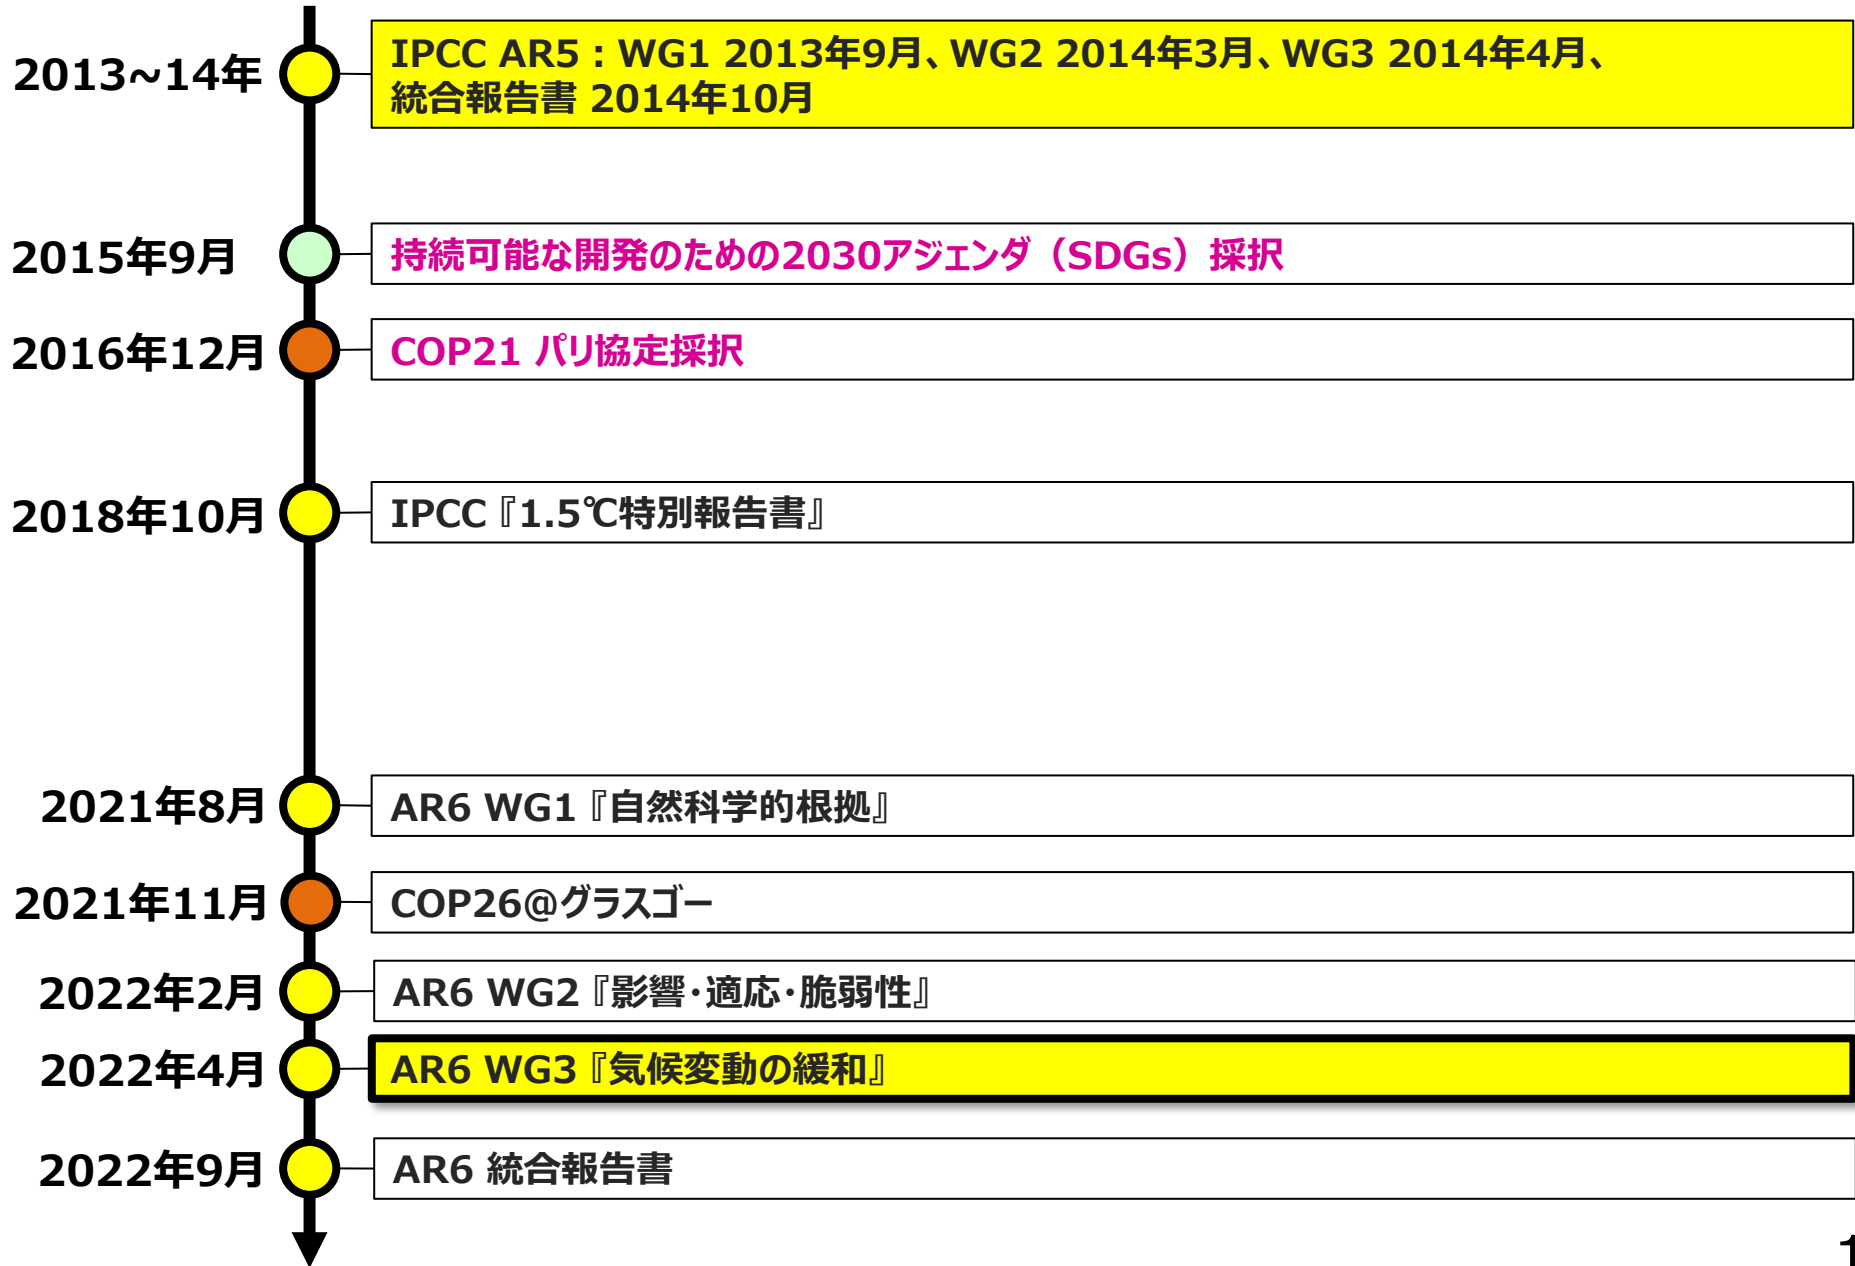 2013~14年
IPCC AR5：WG1 2013年9月、WG2 2014年3月、WG3 2014年4月、
統合報告書 2014年10月
2015年9月
持続可能な開発のための2030アジェンダ（SDGs）採択
2016年12月
COP21 パリ協定採択
2018年10月
IPCC『1.5℃特別報告書』
2021年8月
AR6 WG1『自然科学的根拠』
2021年11月
COP26@グラスゴー
2022年2月
AR6 WG2『影響・適応・脆弱性』
2022年4月
AR6 WG3『気候変動の緩和』
2022年9月
AR6 統合報告書
1